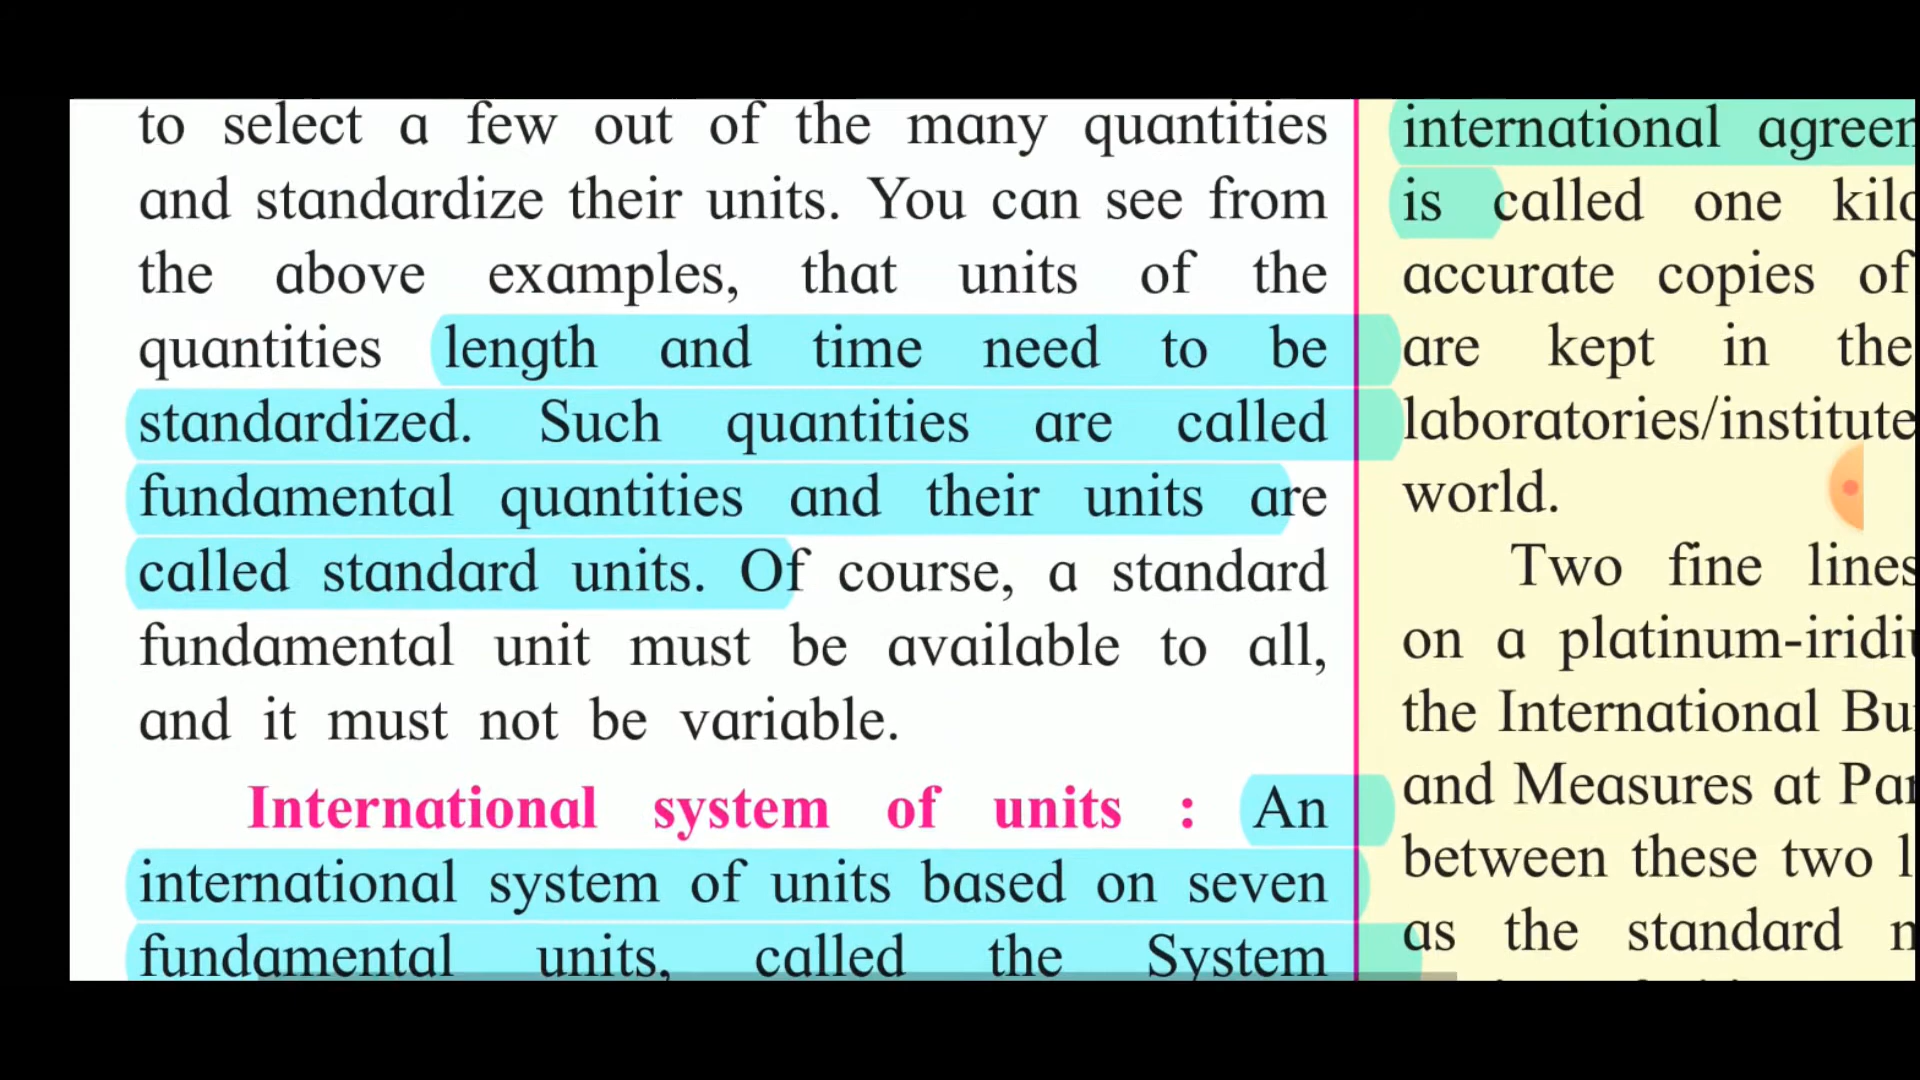 to select a few out of the many quantities
and standardize their units. You can see from
the above examples, that units of the
quantities length and time need to be
standardized. Such quantities are called
fundamental quantities and their units are
called standard units. Of course, a standard
fundamental unit must be available to all,
and it must not be variable.
International system of units : An
international system of units based on seven
fundamental units, called the System
international
is called one
accurate copies of
are kept in the
laboratories/institute
world.
Two fine lines
on a
the International
and Measures at
between these two
as the standard